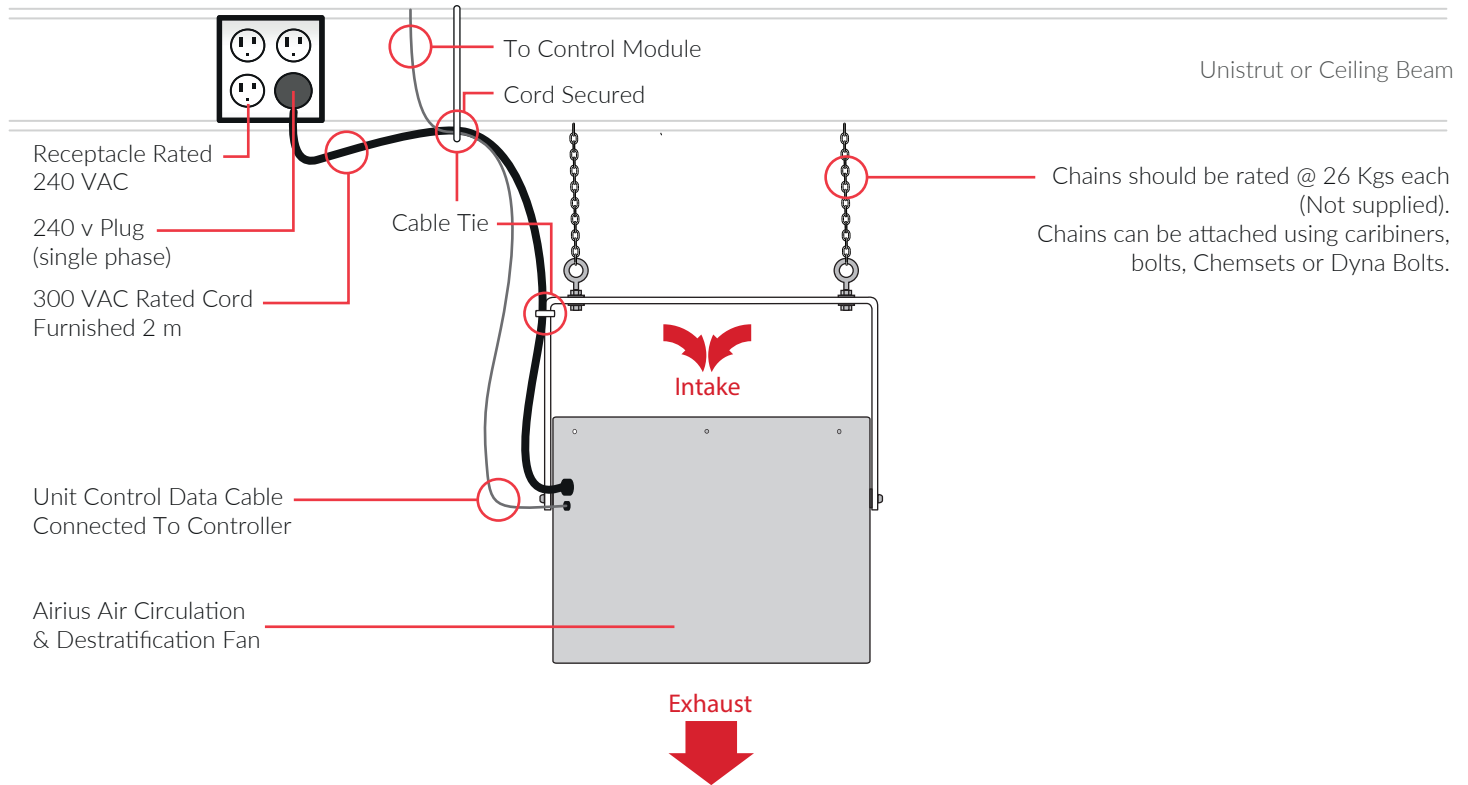 To Control Module
Unistrut or Ceiling Beam
Cord Secured
Receptacle Rated
240 VAC
Chains should be rated @ 26 Kgs each
(Not supplied).
Chains can be attached using caribiners,
bolts, Chemsets or Dyna Bolts.
Cable Tie
240 v Plug
(single phase)
300 VAC Rated Cord
Furnished 2 m
Intake
Unit Control Data Cable
Connected To Controller
Airius Air Circulation
& Destratification Fan
Exhaust